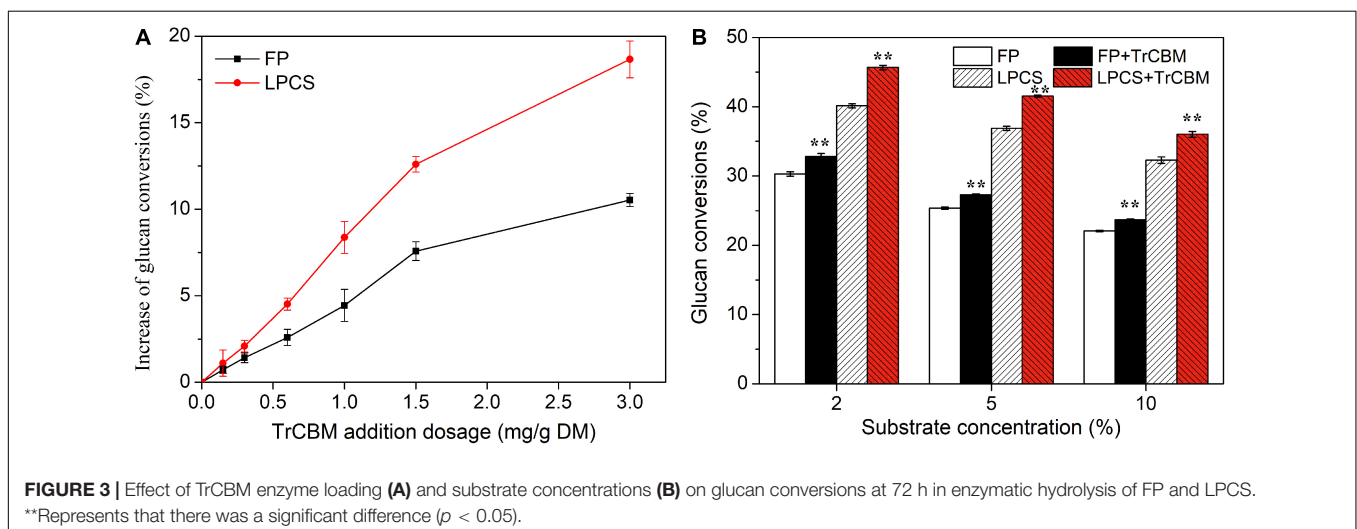 A
FP
LPCS
Increase of glucan conversions (%)
20
15
10
5
0
0.0 0.5 1.0 1.5 2.0 2.5 3.0
TrCBM addition dosage (mg/g DM)
B
FP FP+TrCBM
LPCS LPCS+TrCBM
Glucan conversions (%)
50
40
30
20
10
0
** ** ** ** ** **
2 5 10
Substrate concentration (%)
FIGURE 3 | Effect of TrCBM enzyme loading (A) and substrate concentrations (B) on glucan conversions at 72 h in enzymatic hydrolysis of FP and LPCS.
**Represents that there was a significant difference (p < 0.05).